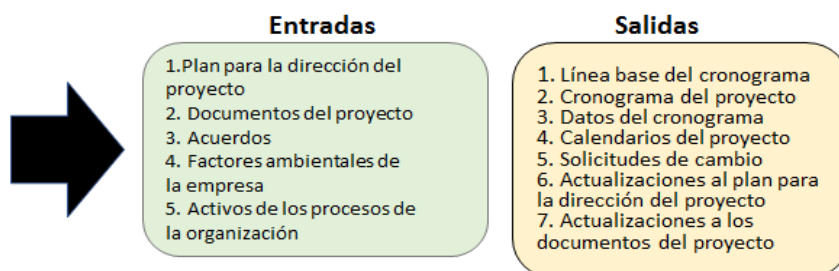 Entradas
1.Plan para la dirección del
proyecto
2. Documentos del proyecto
3. Acuerdos
4. Factores ambientales de
la empresa
5. Activos de los procesos de
la organización
Salidas
1. Línea base del cronograma
2. Cronograma del proyecto
3. Datos del cronograma
4. Calendarios del proyecto
5. Solicitudes de cambio
6. Actualizaciones al plan para
la dirección del proyecto
7. Actualizaciones a los
documentos del proyecto